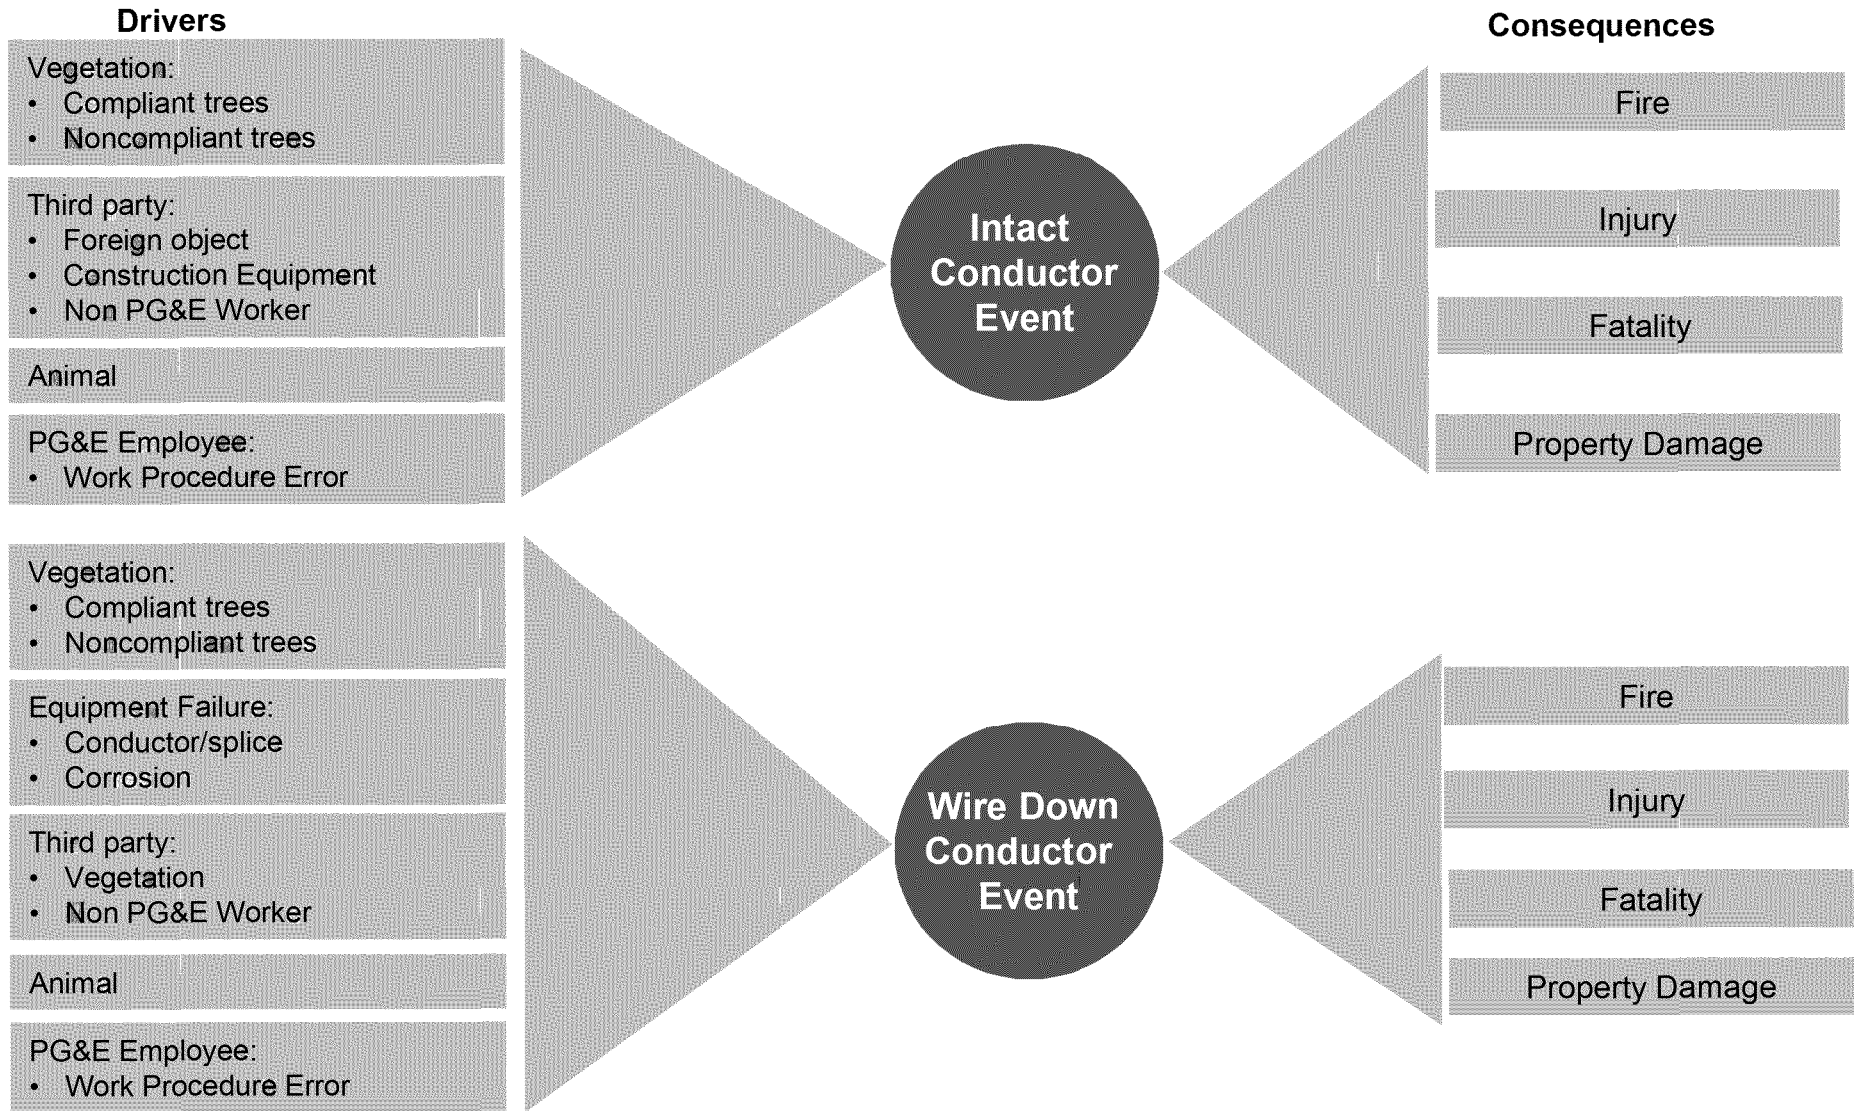 Drivers
Consequences
Vegetation:
• Compliant trees
• Noncompliant trees
Third party:
• Foreign object
• Construction Equipment
• Non PG&E Worker
Animal
PG&E Employee:
• Work Procedure Error
Intact
Conductor
Event
Fire
Injury
Fatality
Property Damage
Vegetation:
• Compliant trees
• Noncompliant trees
Equipment Failure:
• Conductor/splice
• Corrosion
Third party:
• Vegetation
• Non PG&E Worker
Animal
PG&E Employee:
• Work Procedure Error
Wire Down
Conductor
Event
Fire
Injury
Fatality
Property Damage